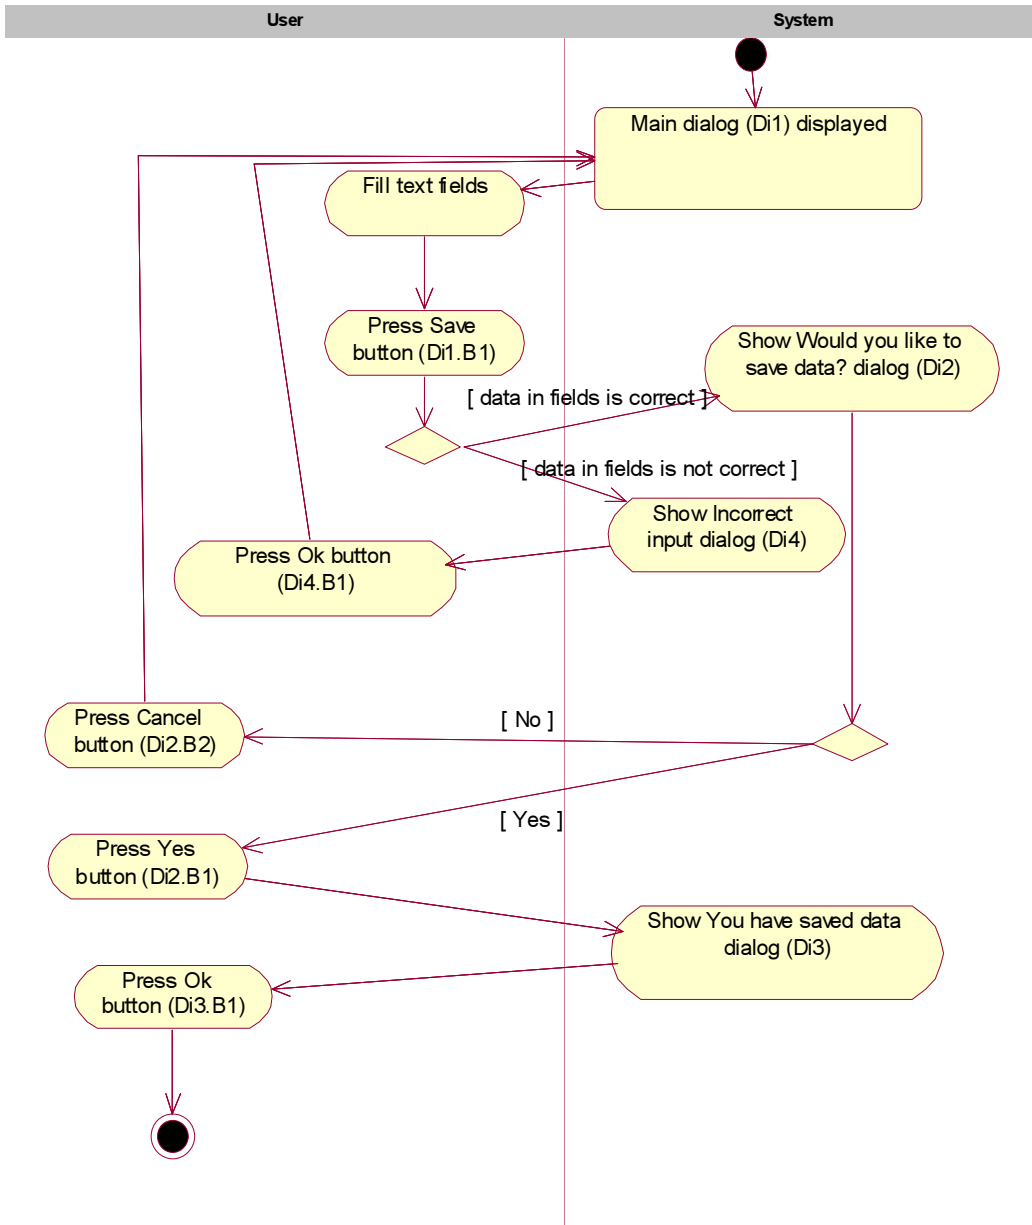 User
System
Main dialog (Di1) displayed
Fill text fields
Press Save
button (Di1.B1)
Show Would you like to
save data? dialog (Di2)
[ data in fields is correct ]
[ data in fields is not correct ]
Show Incorrect
input dialog (Di4)
Press Ok button
(Di4.B1)
Press Cancel
button (Di2.B2)
[ No ]
[ Yes ]
Press Yes
button (Di2.B1)
Show You have saved data
dialog (Di3)
Press Ok
button (Di3.B1)